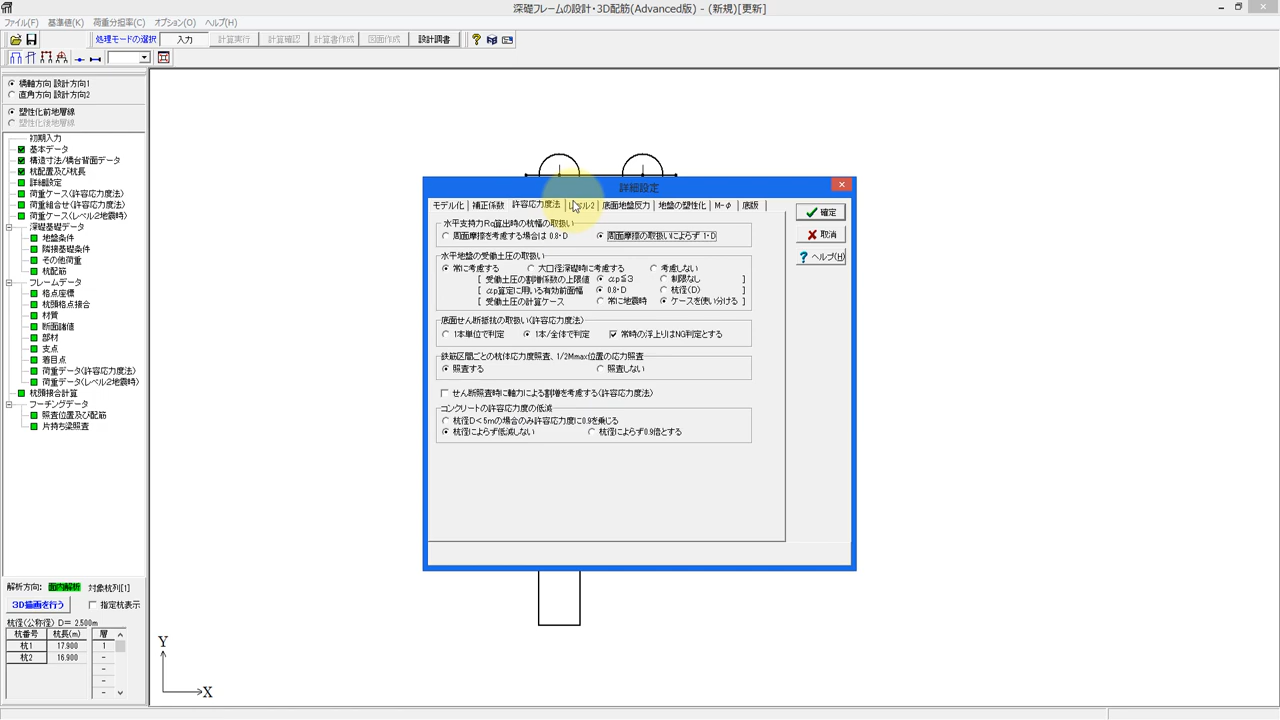 深礎フレームの設計・3D配筋(Advanced版) - (新規)[更新]
ファイル(F) 基準値(K) 荷重分担率(C) オプション(O) ヘルプ(H)
処理モードの選択 入力 計算実行 計算確認 計算書作成 図面作成 設計調書
橋軸方向 設計方向1
直角方向 設計方向2
塑性化前地層線
塑性化後地層線
初期入力
基本データ
構造寸法/橋台背面データ
杭配置及び杭長
詳細設定
荷重ケース(許容応力度法)
荷重組合せ(許容応力度法)
荷重ケース(レベル2地震時)
深礎基礎データ
地盤条件
隣接基礎条件
その他荷重
杭配筋
フレームデータ
格点座標
杭頭格点接合
材質
断面諸値
部材
支点
着目点
荷重データ(許容応力度法)
荷重データ(レベル2地震時)
杭頭接合計算
フーチングデータ
照査位置及び配筋
片持ち梁照査
解析方向: 面内解析 対象杭列[1]
3D描画を行う 指定杭表示
杭径(公称径) D= 2.500m
杭番号 杭長(m) 層
杭1 17.900 1
杭2 16.900 -
-
-
-
Y
X
詳細設定
モデル化 補正係数 許容応力度法 レベル2 底面地盤反力 地盤の塑性化 M-φ 底版
水平支持力Rq算出時の杭幅の取扱い
周面摩擦を考慮する場合は 0.8・D 周面摩擦の取扱いによらず 1・D
水平地盤の受働土圧の取扱い
常に考慮する 大口径深礎時に考慮する 考慮しない
[ 受働土圧の割増係数の上限値 αp≦3 制限なし ]
[ αp算定に用いる有効前面幅 0.8・D 杭径(D) ]
[ 受働土圧の計算ケース 常に地震時 ケースを使い分ける ]
底面せん断抵抗の取扱い(許容応力度法)
1本単位で判定 1本/全体で判定 常時の浮上りはNG判定とする
鉄筋区間ごとの杭体応力度照査、1/2Mmax位置の応力照査
照査する 照査しない
せん断照査時に軸力による割増を考慮する(許容応力度法)
コンクリートの許容応力度の低減
杭径D<5mの場合のみ許容応力度に0.9を乗じる
杭径によらず低減しない 杭径によらず0.9倍とする
確定
取消
ヘルプ(H)